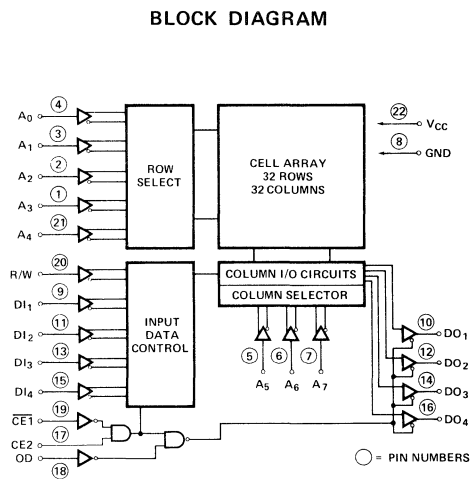 BLOCK DIAGRAM
4
A0
3
A1
2
A2
1
A3
21
A4
ROW
SELECT
CELL ARRAY
32 ROWS
32 COLUMNS
22
VCC
8
GND
20
R/W
9
DI1
11
DI2
13
DI3
15
DI4
19
CE1
17
CE2
OD
18
INPUT
DATA
CONTROL
COLUMN I/O CIRCUITS
COLUMN SELECTOR
5
6
7
A5
A6
A7
10
DO1
12
DO2
14
DO3
16
DO4
= PIN NUMBERS